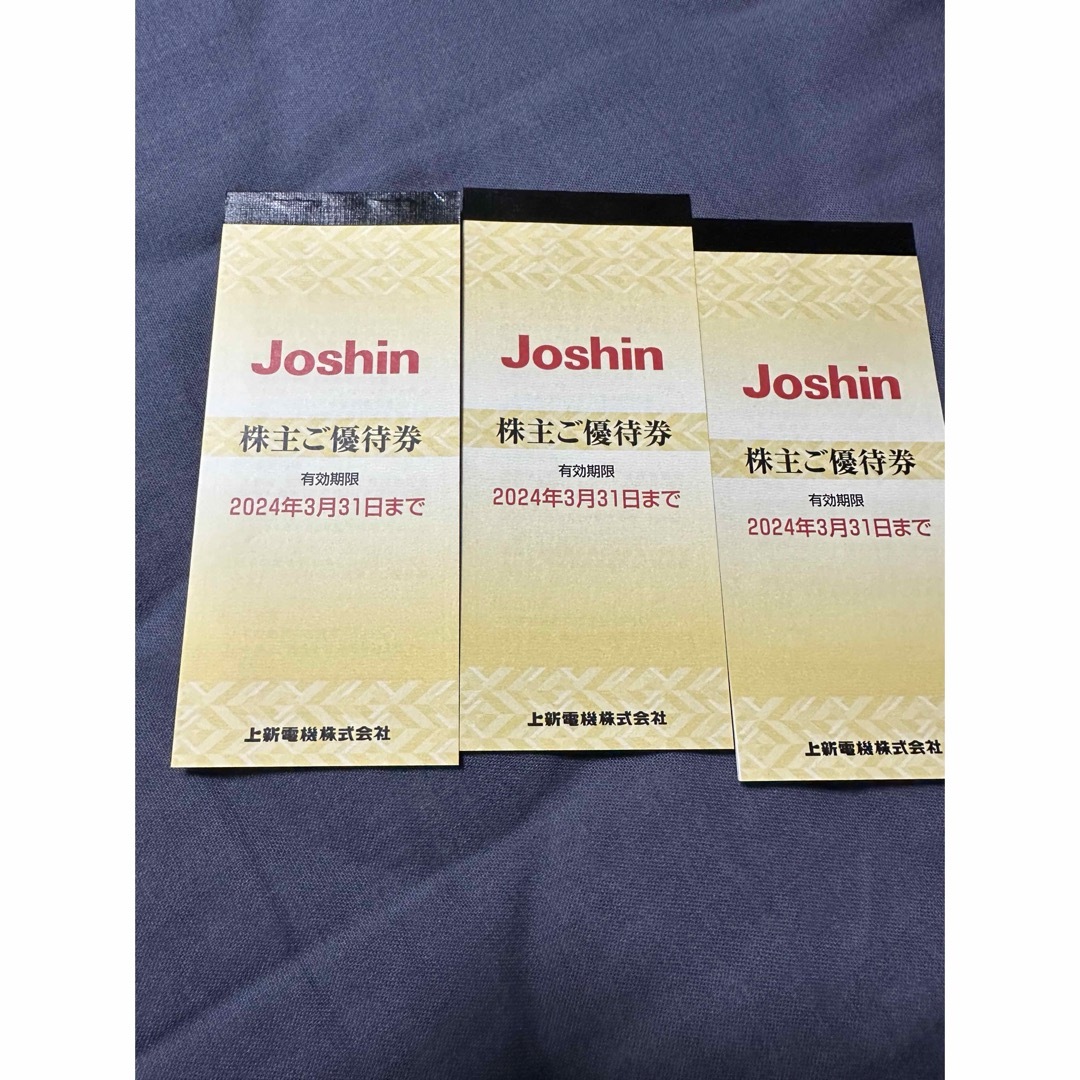 Joshin
株主ご優待券
有効期限
2024年3月31日まで
上新電機株式会社
Joshin
株主ご優待券
有効期限
2024年3月31日まで
上新電機株式会社
Joshin
株主ご優待券
有効期限
2024年3月31日まで
上新電機株式会社